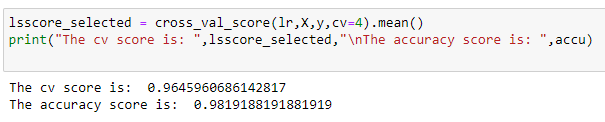 lsscore_selected = cross_val_score(lr,X,y,cv=4).mean()
print("The cv score is: ",lsscore_selected,"\nThe accuracy score is: ",accu)
The cv score is:  0.9645960686142817
The accuracy score is:  0.9819188191881919